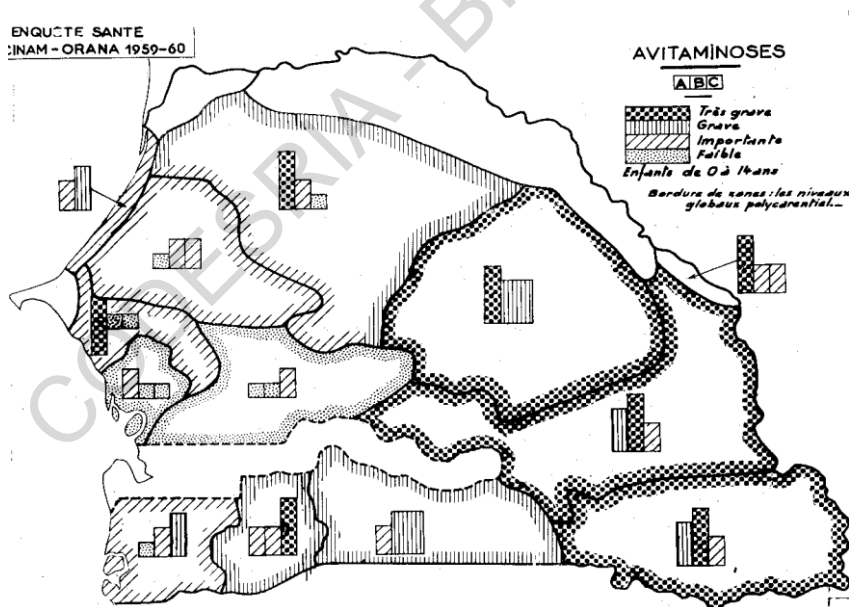 ENQUETE SANTE
CINAM-ORANA 1959-60
AVITAMINOSES
A B C
Très grave
Grave
Importante
Faible
Enfants de 0 à 14 ans
Bordure de zones: les niveaux
globaux polycarentiel.
CODESRIA - B